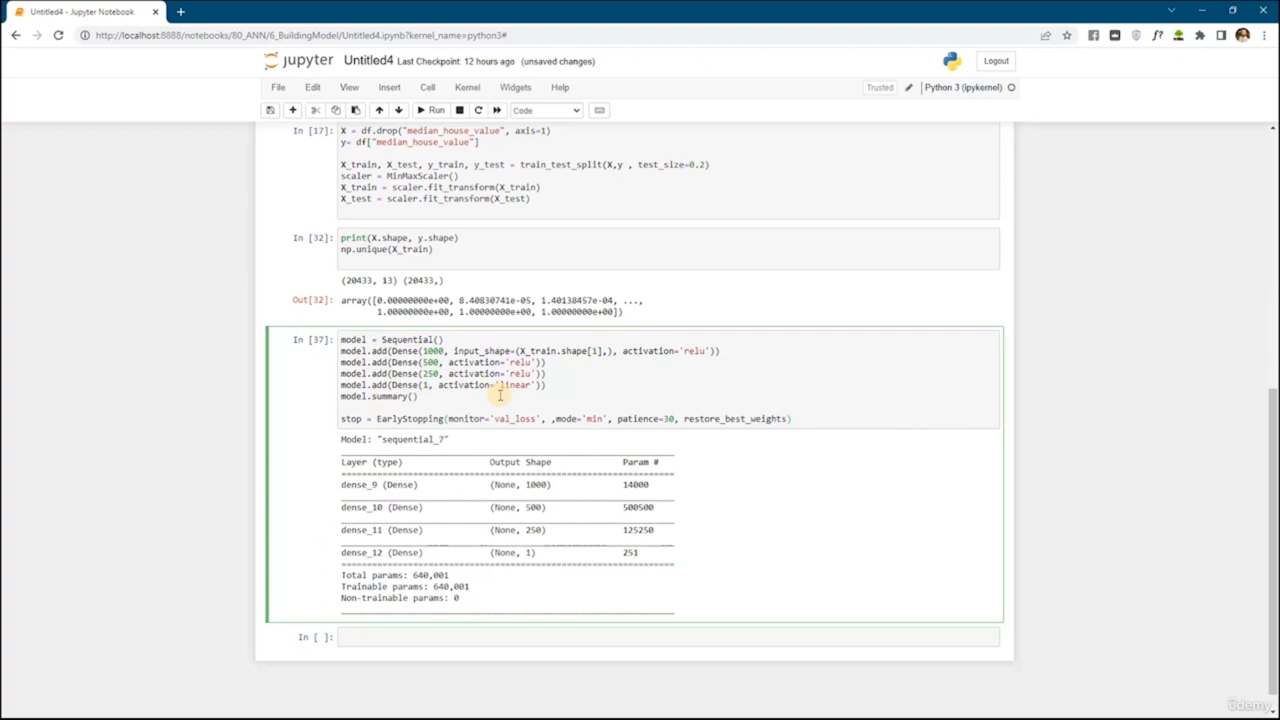 Untitled4 - Jupyter Notebook
http://localhost:8888/notebooks/80_ANN/6_BuildingModel/Untitled4.ipynb?kernel_name=python3#
jupyter Untitled4 Last Checkpoint: 12 hours ago (unsaved changes)
Logout
File Edit View Insert Cell Kernel Widgets Help
Trusted Python 3 (ipykernel)
Run Code
In [17]: X = df.drop("median_house_value", axis=1)
y= df["median_house_value"]
X_train, X_test, y_train, y_test = train_test_split(X,y , test_size=0.2)
scaler = MinMaxScaler()
X_train = scaler.fit_transform(X_train)
X_test = scaler.fit_transform(X_test)
In [32]: print(X.shape, y.shape)
np.unique(X_train)
(20433, 13) (20433,)
Out[32]: array([0.00000000e+00, 8.40830741e-05, 1.40138457e-04, ...,
1.00000000e+00, 1.00000000e+00, 1.00000000e+00])
In [37]: model = Sequential()
model.add(Dense(1000, input_shape=(X_train.shape[1],), activation='relu'))
model.add(Dense(500, activation='relu'))
model.add(Dense(250, activation='relu'))
model.add(Dense(1, activation='linear'))
model.summary()
stop = EarlyStopping(monitor='val_loss', ,mode='min', patience=30, restore_best_weights)
Model: "sequential_7"
Layer (type) Output Shape Param #
dense_9 (Dense) (None, 1000) 14000
dense_10 (Dense) (None, 500) 500500
dense_11 (Dense) (None, 250) 125250
dense_12 (Dense) (None, 1) 251
Total params: 640,001
Trainable params: 640,001
Non-trainable params: 0
In [ ]:
ûdemy